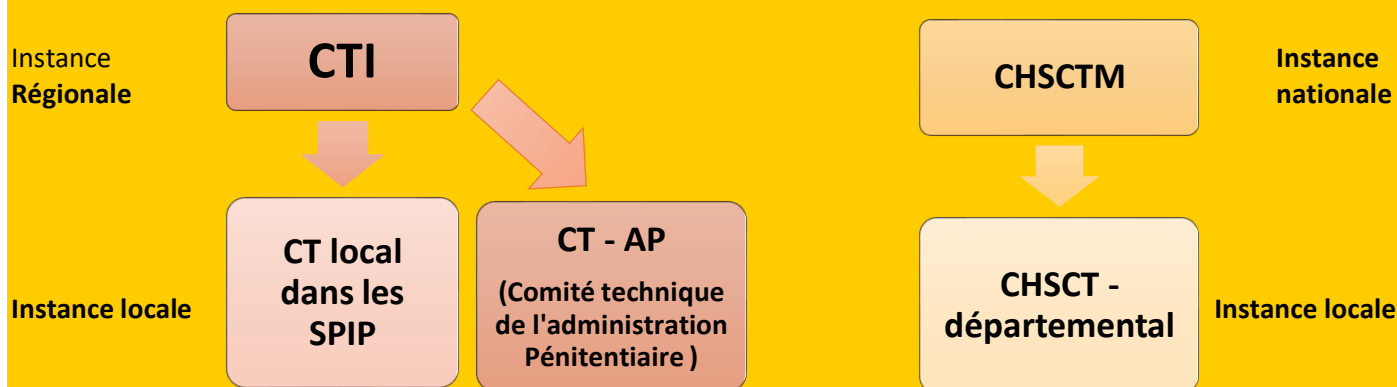 Instance
Régionale
CTI
CHSCTM
Instance
nationale
Instance locale
CT local
dans les
SPIP
CT - AP
(Comité technique
de l'administration
Pénitentiaire )
CHSCT -
départemental
Instance locale